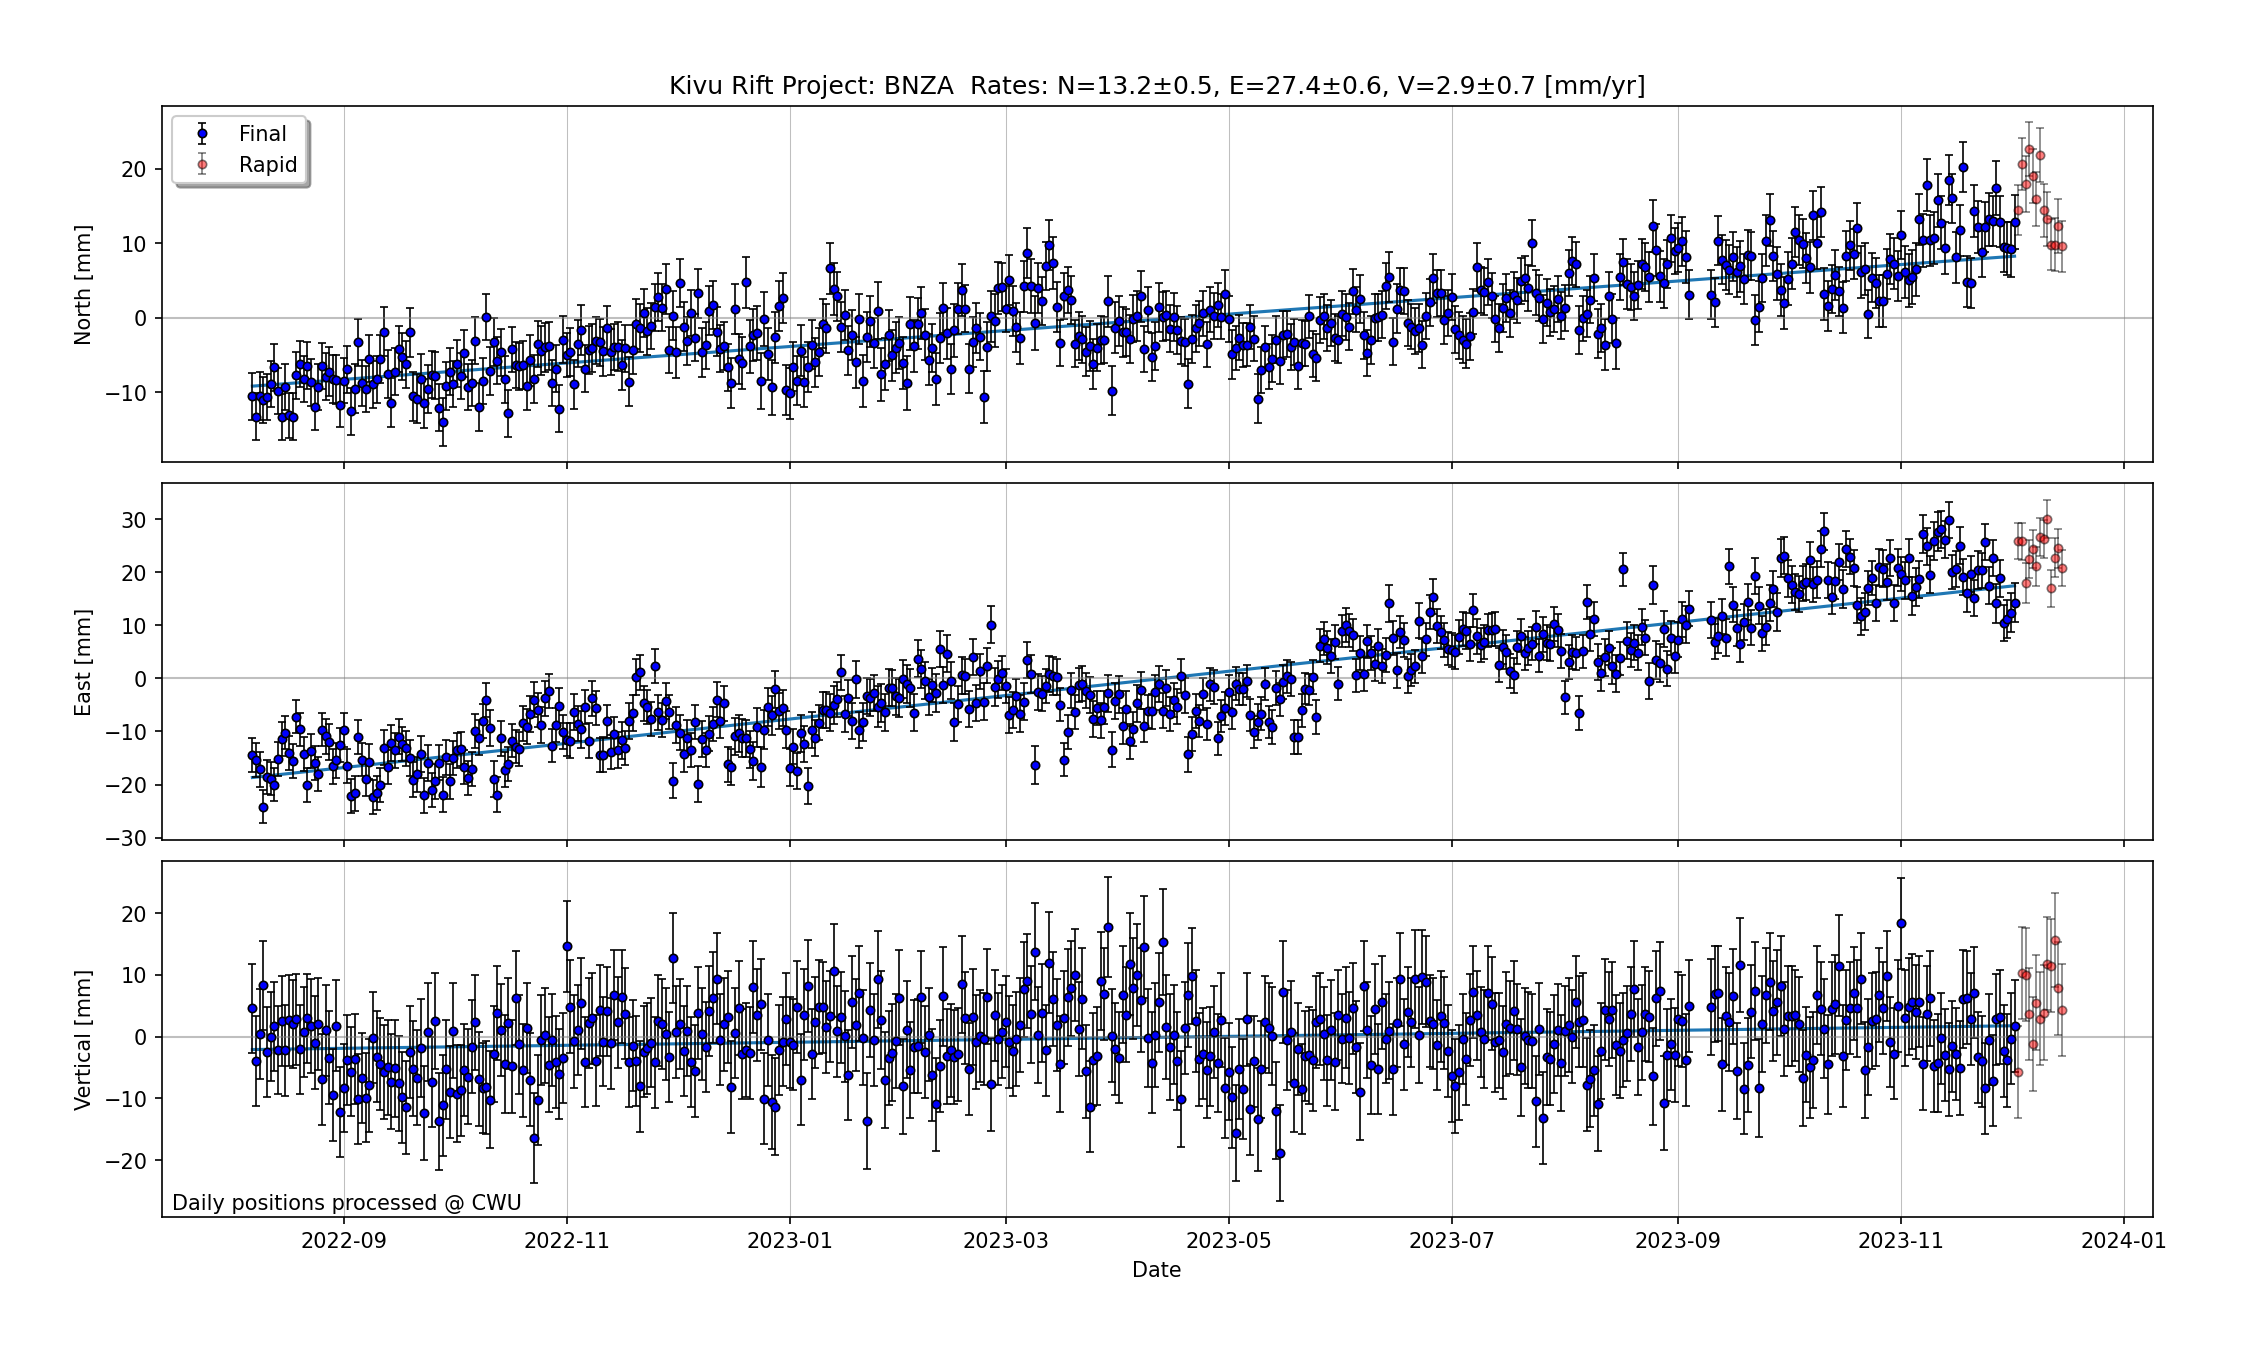 Kivu Rift Project: BNZA  Rates: N=13.2±0.5, E=27.4±0.6, V=2.9±0.7 [mm/yr]
Final
Rapid
North [mm]
20
10
0
−10
East [mm]
30
20
10
0
−10
−20
−30
Vertical [mm]
20
10
0
−10
−20
Daily positions processed @ CWU
2022-09 2022-11 2023-01 2023-03 2023-05 2023-07 2023-09 2023-11 2024-01
Date